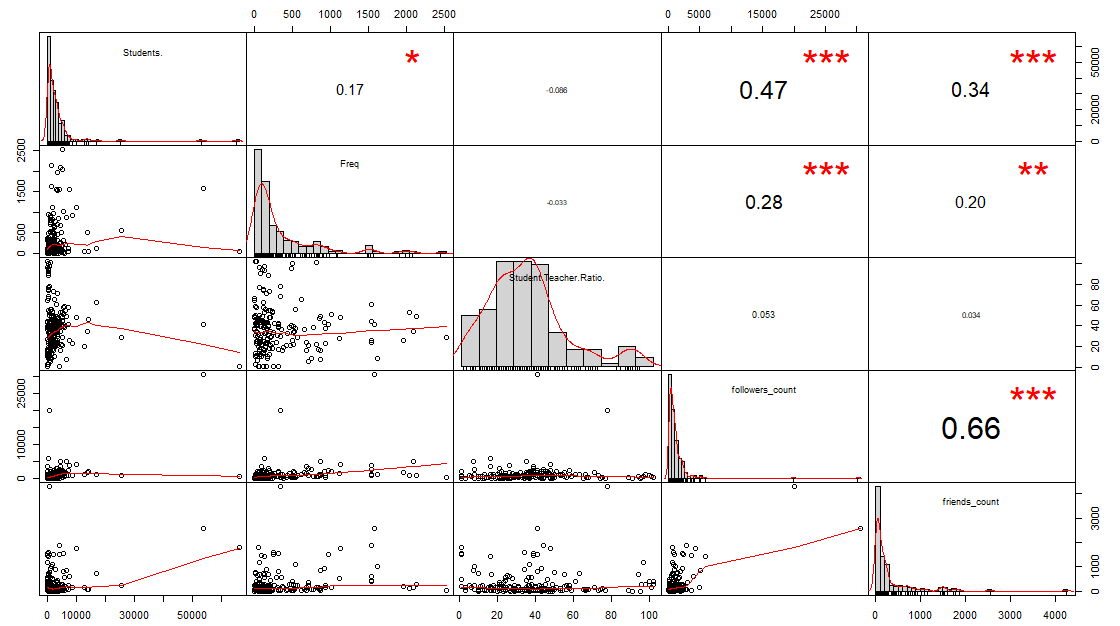 0 500 1000 1500 2000 2500 0 5000 15000 25000
Students.
*
0.17
-0.086
***
0.47
***
0.34
0 20000 50000
0 500 1500 2500
Freq
-0.033
***
0.28
**
0.20
Student.Teacher.Ratio.
0.053
0.034
0 20 40 60 80
0 10000 25000
followers_count
***
0.66
friends_count
0 1000 3000
0 10000 30000 50000 0 20 40 60 80 100 0 1000 2000 3000 4000